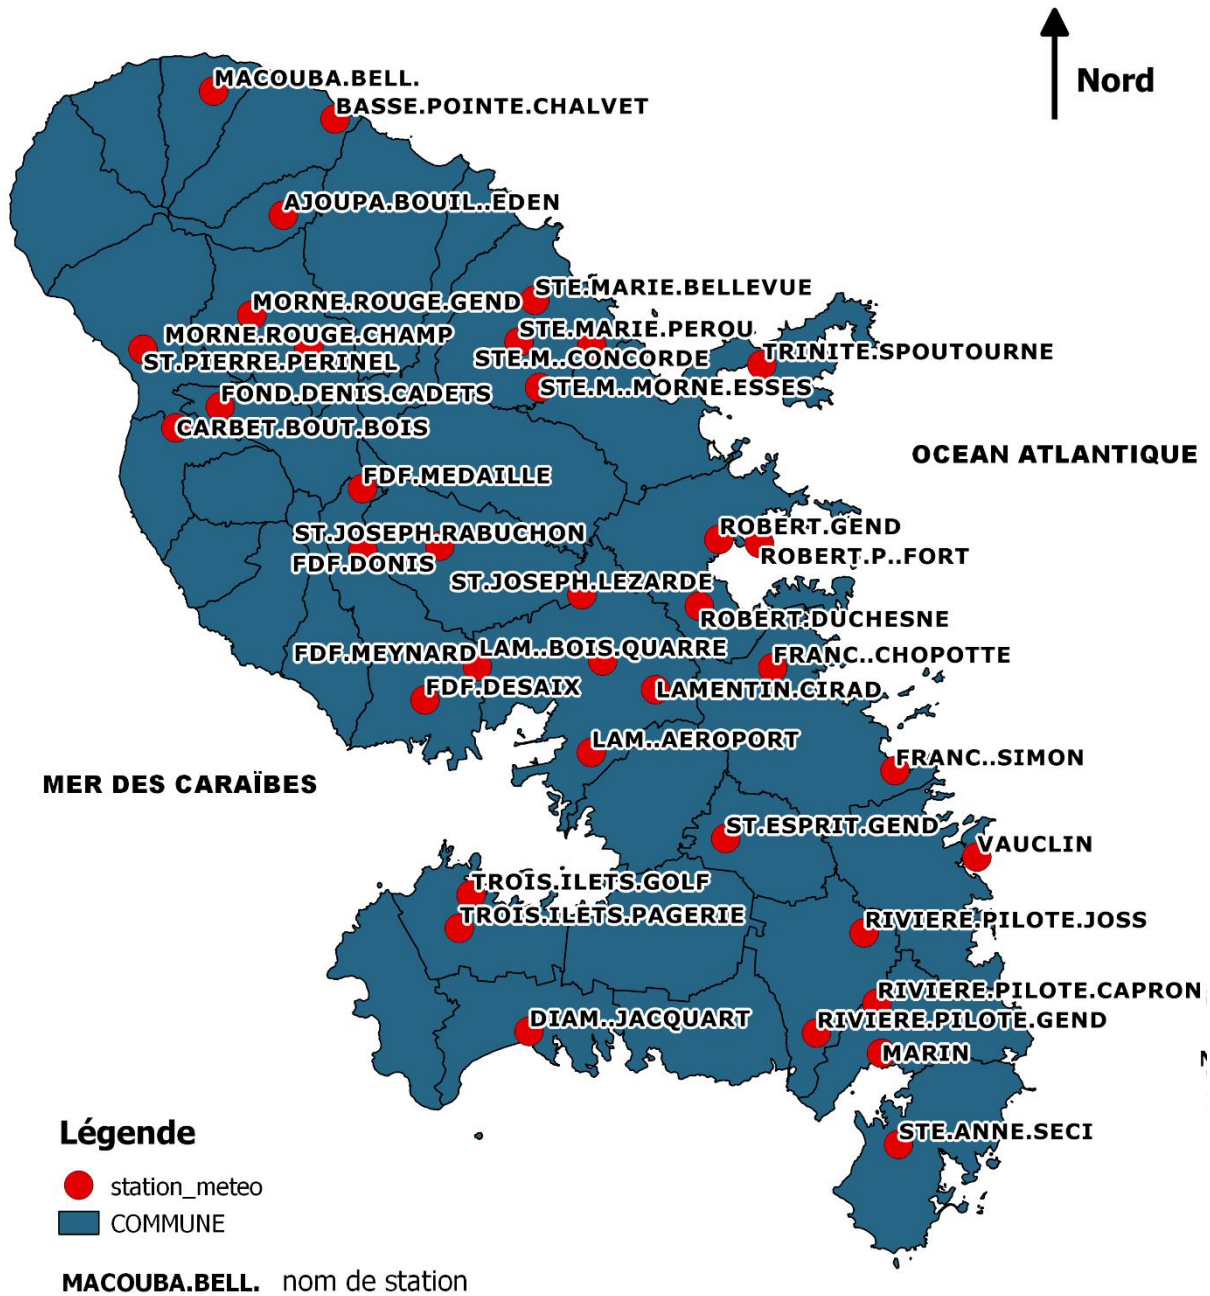 Nord
MACOUBA.BELL.
BASSE.POINTE.CHALVET
AJOUPA.BOUIL..EDEN
STE.MARIE.BELLEVUE
MORNE.ROUGE.GEND
STE.MARIE.PEROU
MORNE.ROUGE.CHAMP
TRINITE.SPOUTOURNE
STE.M..CONCORDE
ST.PIERRE.PERINEL
STE.M..MORNE.ESSES
FOND.DENIS.CADETS
CARBET.BOUT.BOIS
OCEAN ATLANTIQUE
FDF.MEDAILLE
ROBERT.GEND
ST.JOSEPH.RABUCHON
ROBERT.P..FORT
FDF.DONIS
ST.JOSEPH.LEZARDE
ROBERT.DUCHESNE
LAM..BOIS.QUARRE
FDF.MEYNARD
FRANC..CHOPOTTE
FDF.DESAIX
LAMENTIN.CIRAD
LAM..AEROPORT
FRANC..SIMON
MER DES CARAÏBES
ST.ESPRIT.GEND
VAUCLIN
TROIS.ILETS.GOLF
TROIS.ILETS.PAGERIE
RIVIERE.PILOTE.JOSS
RIVIERE.PILOTE.CAPRON
DIAM..JACQUART
RIVIERE.PILOTE.GEND
MARIN
STE.ANNE.SECI
Légende
station_meteo
COMMUNE
MACOUBA.BELL. nom de station